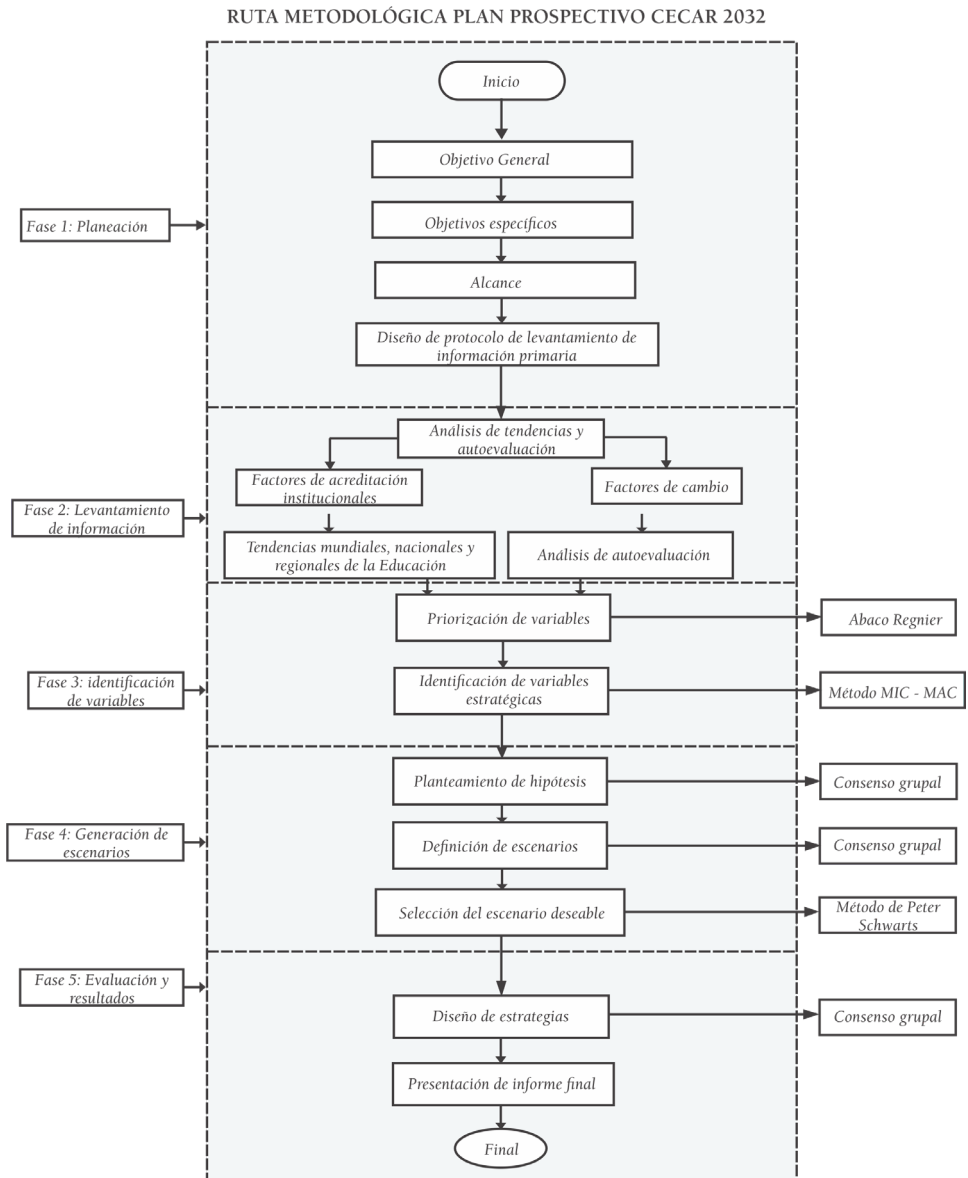 RUTA METODOLÓGICA PLAN PROSPECTIVO CECAR 2032
Inicio
Objetivo General
Fase 1: Planeación
Objetivos específicos
Alcance
Diseño de protocolo de levantamiento de
información primaria
Análisis de tendencias y
autoevaluación
Factores de acreditación
institucionales
Factores de cambio
Fase 2: Levantamiento
de información
Tendencias mundiales, nacionales y
regionales de la Educación
Análisis de autoevaluación
Priorización de variables
Abaco Regnier
Fase 3: identificación
de variables
Identificación de variables
estratégicas
Método MIC - MAC
Planteamiento de hipótesis
Consenso grupal
Fase 4: Generación de
escenarios
Definición de escenarios
Consenso grupal
Selección del escenario deseable
Método de Peter
Schwarts
Fase 5: Evaluación y
resultados
Diseño de estrategias
Consenso grupal
Presentación de informe final
Final